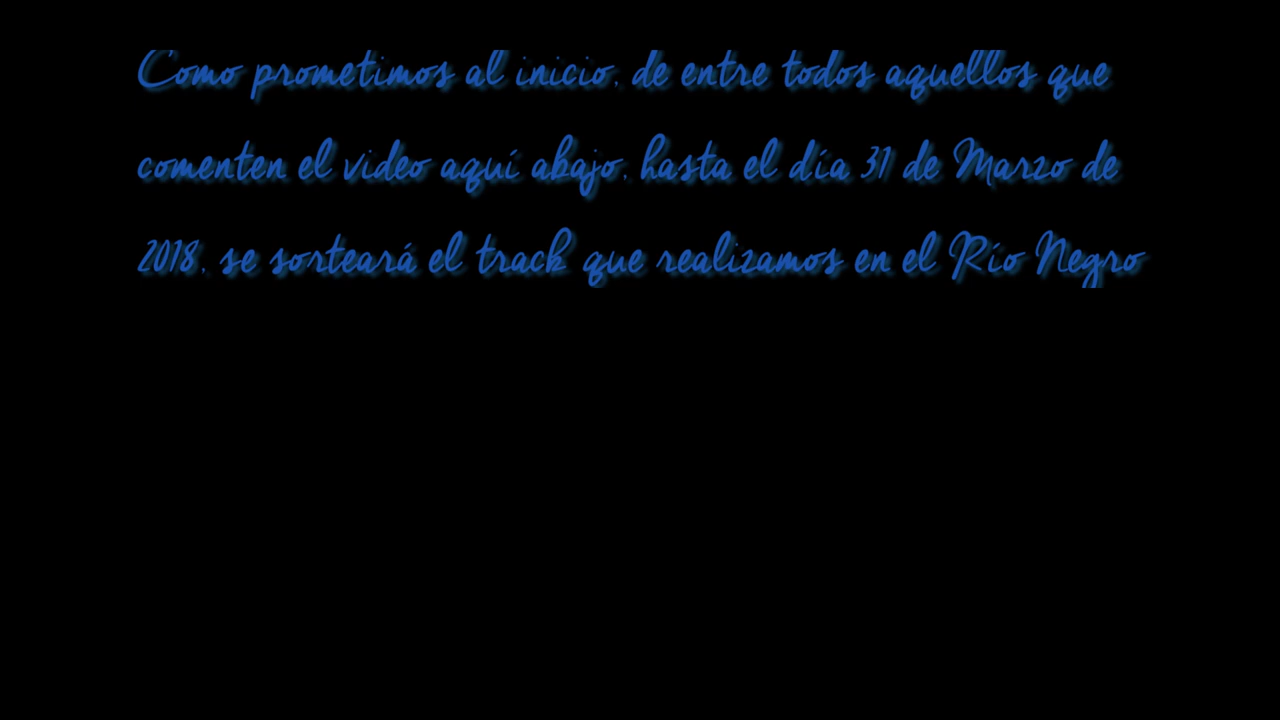 Como prometimos al inicio, de entre todos aquellos que
comenten el video aquí abajo, hasta el día 31 de Marzo de
2018, se sorteará el track que realizamos en el Río Negro